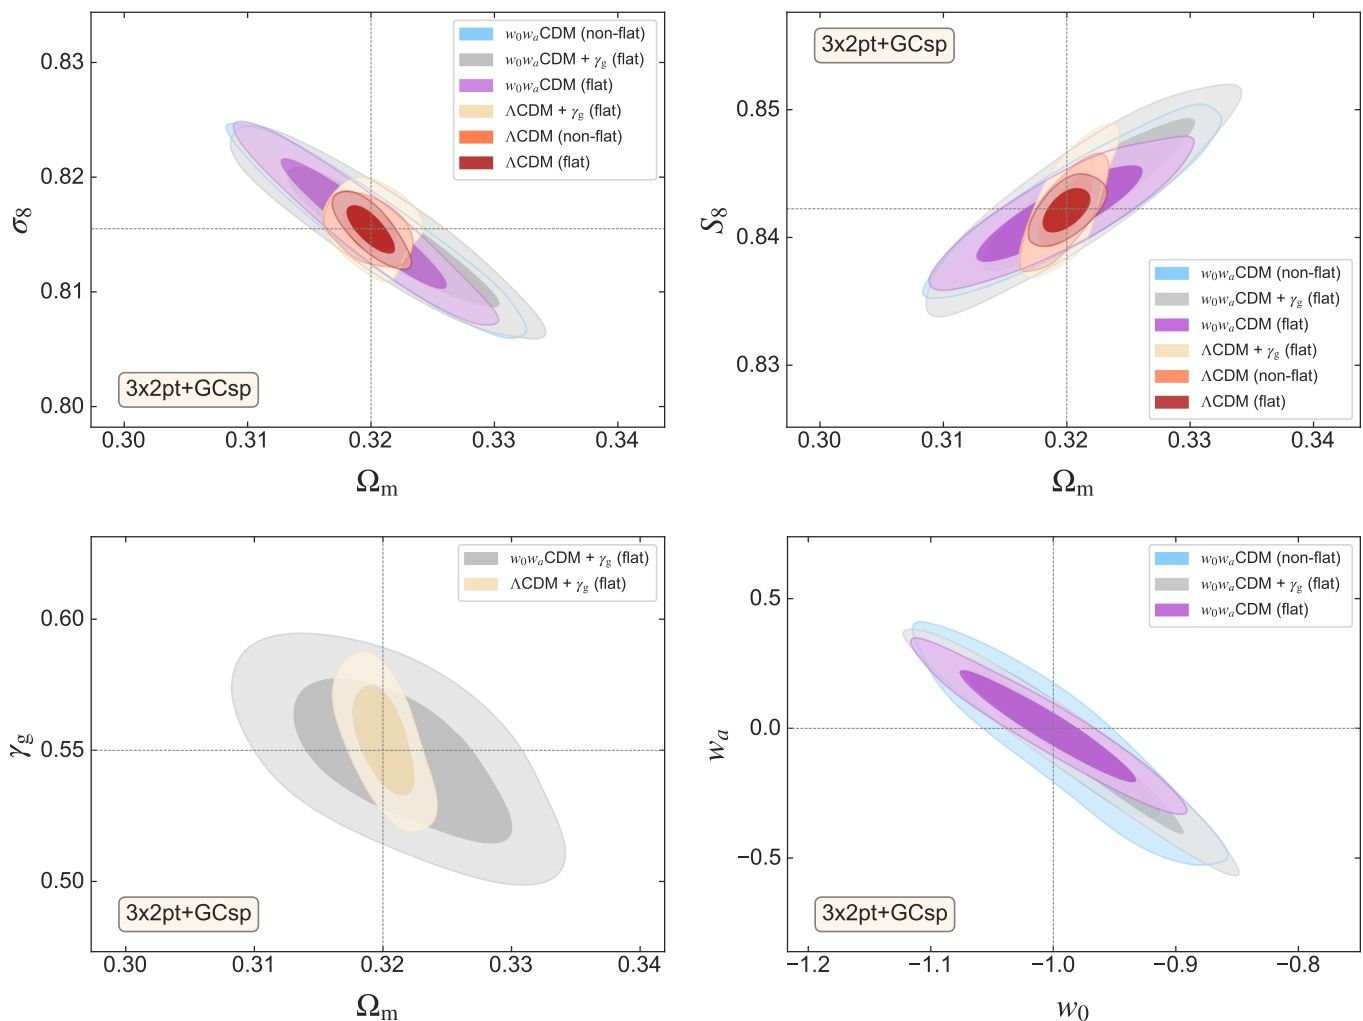 0.83
0.82
0.81
0.80
σ8
w0waCDM (non-flat)
w0waCDM + γg (flat)
w0waCDM (flat)
ΛCDM + γg (flat)
ΛCDM (non-flat)
ΛCDM (flat)
3x2pt+GCsp
0.30 0.31 0.32 0.33 0.34
Ωm
3x2pt+GCsp
0.85
0.84
0.83
S8
w0waCDM (non-flat)
w0waCDM + γg (flat)
w0waCDM (flat)
ΛCDM + γg (flat)
ΛCDM (non-flat)
ΛCDM (flat)
0.30 0.31 0.32 0.33 0.34
Ωm
w0waCDM + γg (flat)
ΛCDM + γg (flat)
0.60
0.55
0.50
γg
3x2pt+GCsp
0.30 0.31 0.32 0.33 0.34
Ωm
w0waCDM (non-flat)
w0waCDM + γg (flat)
w0waCDM (flat)
0.5
0.0
−0.5
wa
3x2pt+GCsp
−1.2 −1.1 −1.0 −0.9 −0.8
w0